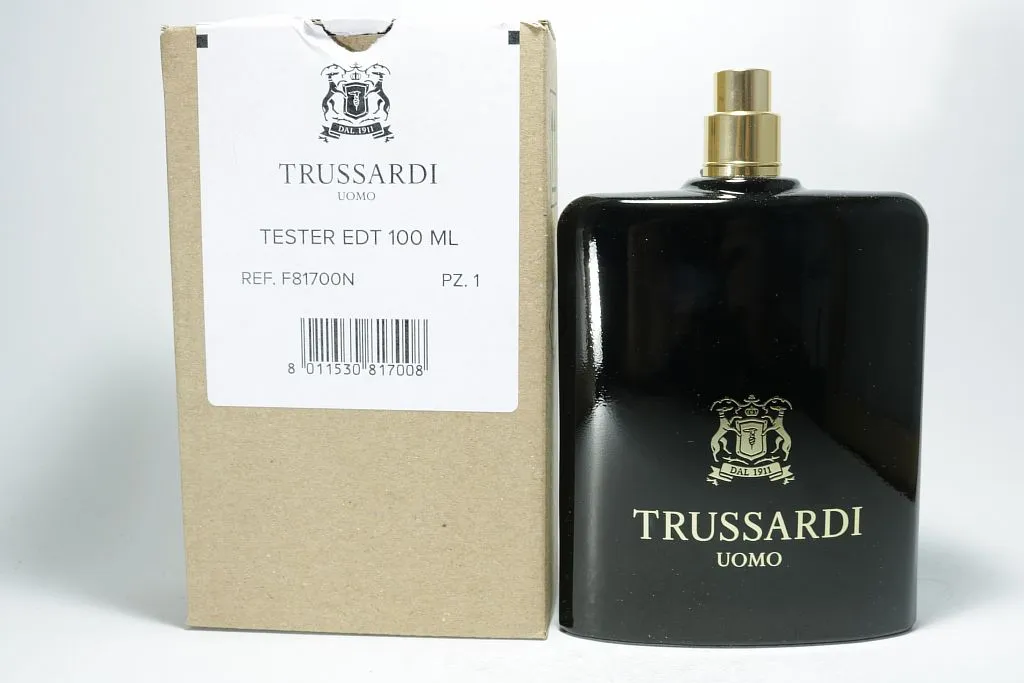 DAL 1911
TRUSSARDI
UOMO
TESTER EDT 100 ML
REF. F81700N PZ. 1
8 011530 817008
DAL 1911
TRUSSARDI
UOMO